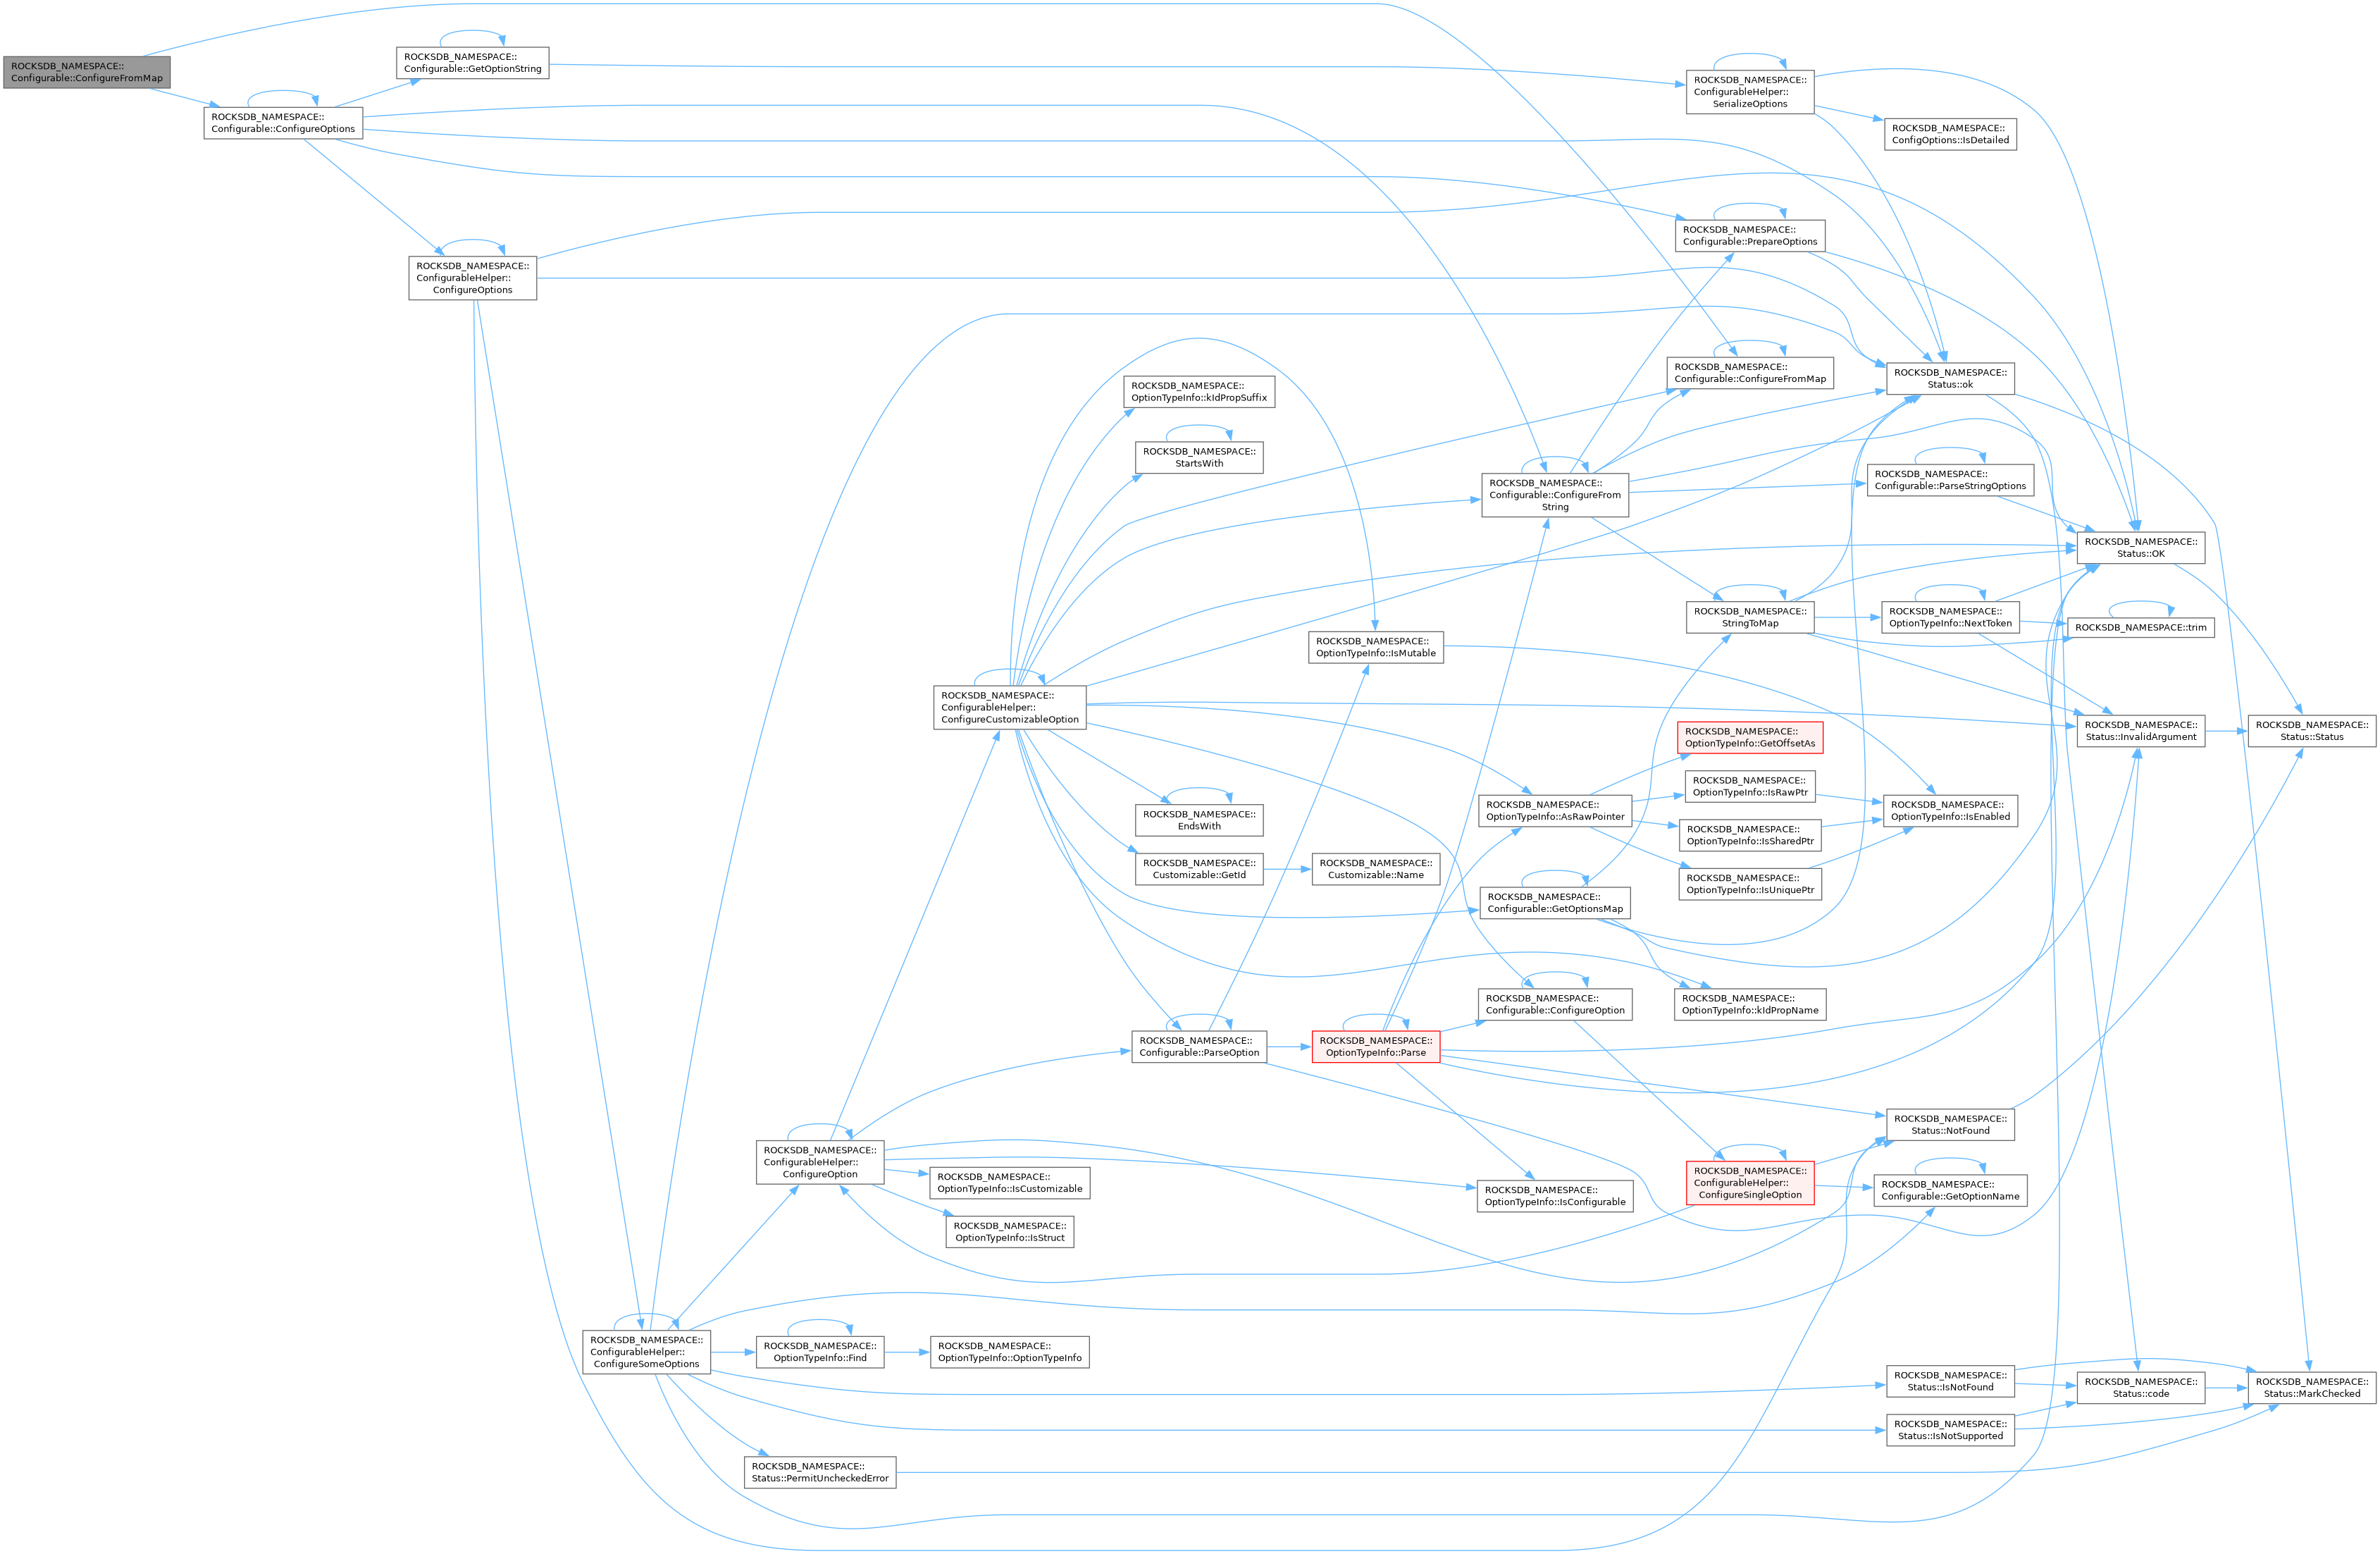 ROCKSDB_NAMESPACE::
Configurable::ConfigureFromMap
ROCKSDB_NAMESPACE::
Configurable::ConfigureOptions
ROCKSDB_NAMESPACE::
Configurable::GetOptionString
ROCKSDB_NAMESPACE::
ConfigurableHelper::
SerializeOptions
ROCKSDB_NAMESPACE::
ConfigOptions::IsDetailed
ROCKSDB_NAMESPACE::
ConfigurableHelper::
ConfigureOptions
ROCKSDB_NAMESPACE::
Configurable::PrepareOptions
ROCKSDB_NAMESPACE::
Configurable::ConfigureFromMap
ROCKSDB_NAMESPACE::
Status::ok
ROCKSDB_NAMESPACE::
OptionTypeInfo::kIdPropSuffix
ROCKSDB_NAMESPACE::
StartsWith
ROCKSDB_NAMESPACE::
Configurable::ConfigureFrom
String
ROCKSDB_NAMESPACE::
Configurable::ParseStringOptions
ROCKSDB_NAMESPACE::
Status::OK
ROCKSDB_NAMESPACE::
StringToMap
ROCKSDB_NAMESPACE::
OptionTypeInfo::NextToken
ROCKSDB_NAMESPACE::trim
ROCKSDB_NAMESPACE::
OptionTypeInfo::IsMutable
ROCKSDB_NAMESPACE::
ConfigurableHelper::
ConfigureCustomizableOption
ROCKSDB_NAMESPACE::
OptionTypeInfo::GetOffsetAs
ROCKSDB_NAMESPACE::
Status::InvalidArgument
ROCKSDB_NAMESPACE::
Status::Status
ROCKSDB_NAMESPACE::
OptionTypeInfo::IsRawPtr
ROCKSDB_NAMESPACE::
EndsWith
ROCKSDB_NAMESPACE::
OptionTypeInfo::AsRawPointer
ROCKSDB_NAMESPACE::
OptionTypeInfo::IsSharedPtr
ROCKSDB_NAMESPACE::
OptionTypeInfo::IsEnabled
ROCKSDB_NAMESPACE::
Customizable::GetId
ROCKSDB_NAMESPACE::
Customizable::Name
ROCKSDB_NAMESPACE::
OptionTypeInfo::IsUniquePtr
ROCKSDB_NAMESPACE::
Configurable::GetOptionsMap
ROCKSDB_NAMESPACE::
Configurable::ConfigureOption
ROCKSDB_NAMESPACE::
OptionTypeInfo::kIdPropName
ROCKSDB_NAMESPACE::
Configurable::ParseOption
ROCKSDB_NAMESPACE::
OptionTypeInfo::Parse
ROCKSDB_NAMESPACE::
Status::NotFound
ROCKSDB_NAMESPACE::
ConfigurableHelper::
ConfigureOption
ROCKSDB_NAMESPACE::
OptionTypeInfo::IsCustomizable
ROCKSDB_NAMESPACE::
OptionTypeInfo::IsConfigurable
ROCKSDB_NAMESPACE::
ConfigurableHelper::
ConfigureSingleOption
ROCKSDB_NAMESPACE::
Configurable::GetOptionName
ROCKSDB_NAMESPACE::
OptionTypeInfo::IsStruct
ROCKSDB_NAMESPACE::
ConfigurableHelper::
ConfigureSomeOptions
ROCKSDB_NAMESPACE::
OptionTypeInfo::Find
ROCKSDB_NAMESPACE::
OptionTypeInfo::OptionTypeInfo
ROCKSDB_NAMESPACE::
Status::IsNotFound
ROCKSDB_NAMESPACE::
Status::code
ROCKSDB_NAMESPACE::
Status::MarkChecked
ROCKSDB_NAMESPACE::
Status::IsNotSupported
ROCKSDB_NAMESPACE::
Status::PermitUncheckedError